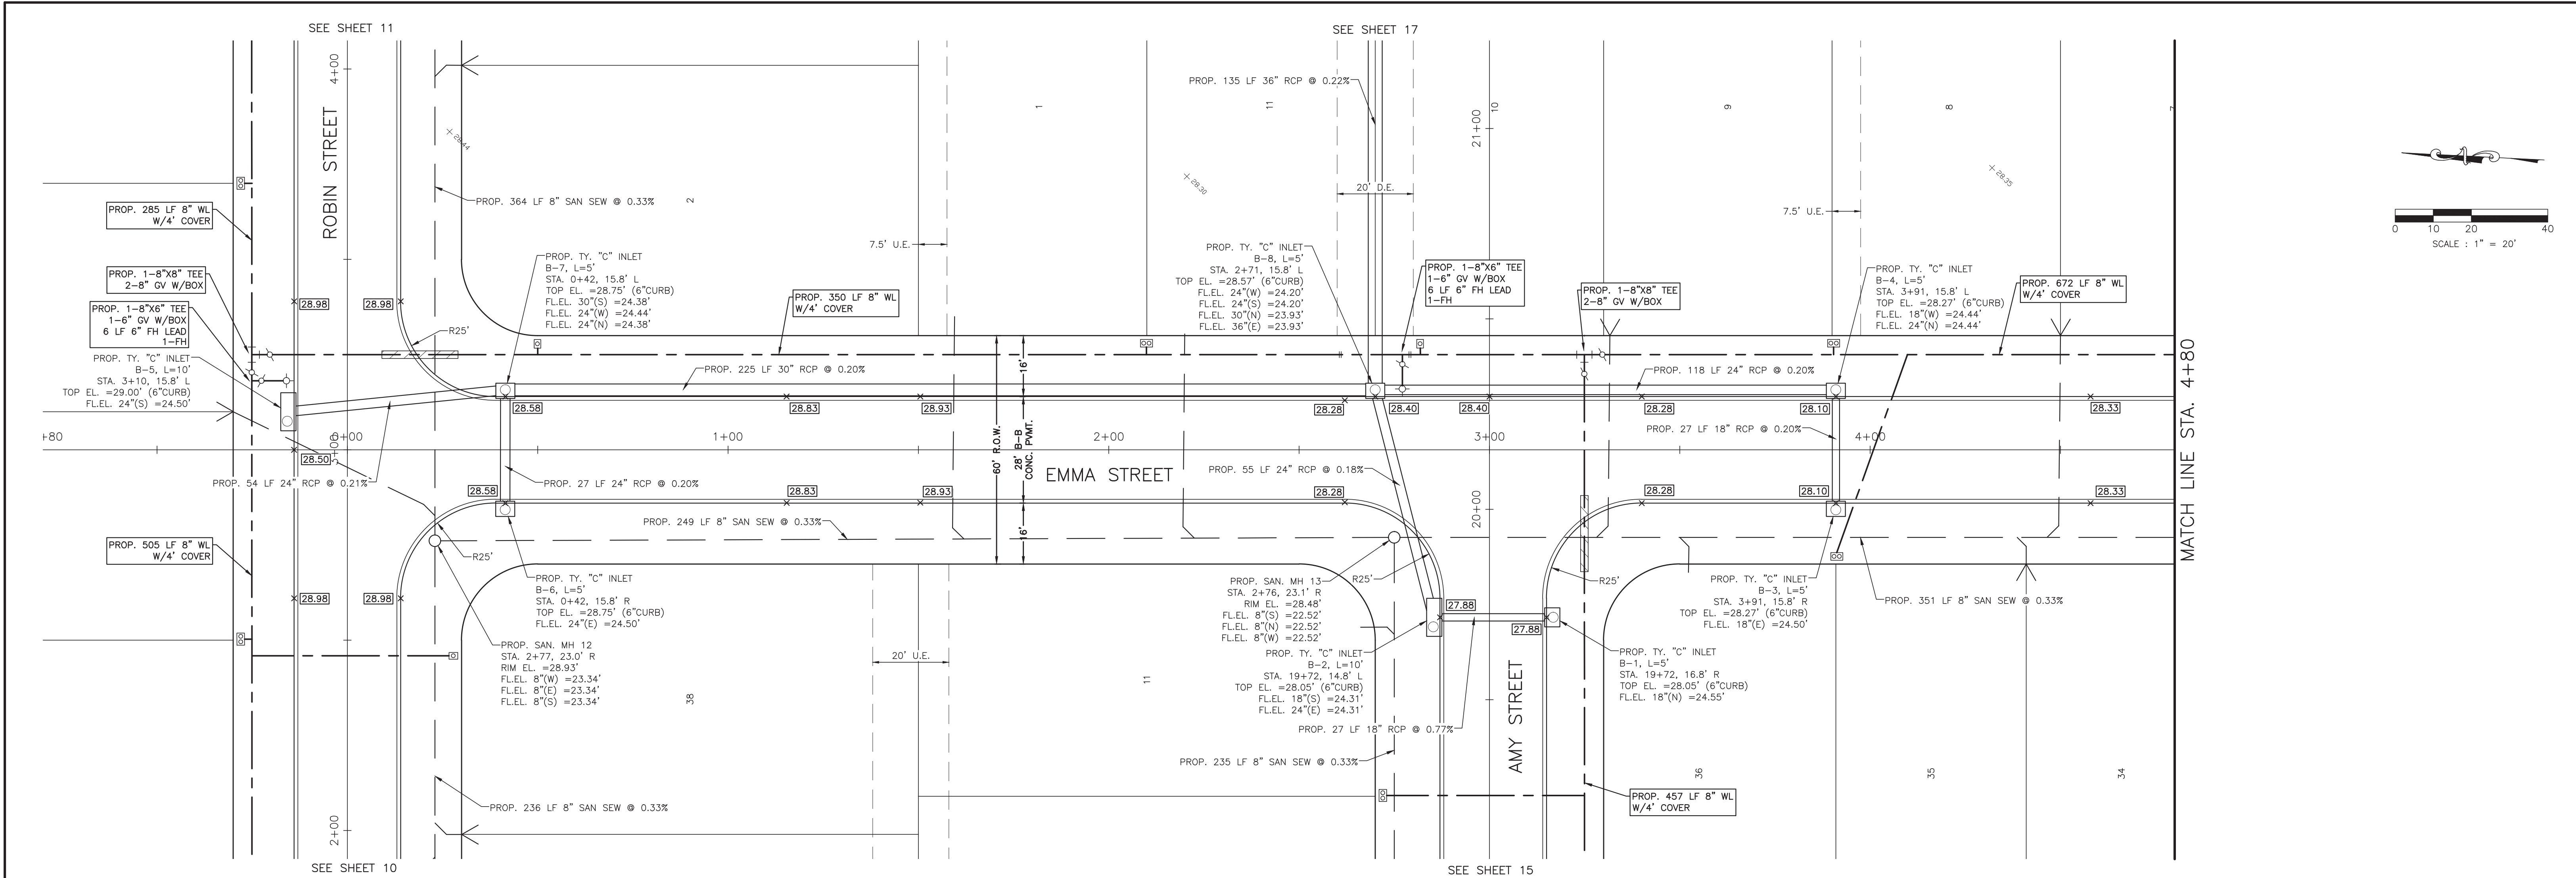 SEE SHEET 11
SEE SHEET 17
4+00
ROBIN STREET
28.44
PROP. 364 LF 8" SAN SEW @ 0.33%
2
1
11
28.30
PROP. 135 LF 36" RCP @ 0.22%
21+00
10
9
8
7
28.35
20' D.E.
7.5' U.E.
7.5' U.E.
0 10 20 40
SCALE : 1" = 20'
PROP. 285 LF 8" WL
W/4' COVER
PROP. 1-8"X8" TEE
2-8" GV W/BOX
PROP. 1-8"X6" TEE
1-6" GV W/BOX
6 LF 6" FH LEAD
1-FH
PROP. TY. "C" INLET
B-5, L=10'
STA. 3+10, 15.8' L
TOP EL. =29.00' (6"CURB)
FL.EL. 24"(S) =24.50'
28.98
28.98
R25'
PROP. TY. "C" INLET
B-7, L=5'
STA. 0+42, 15.8' L
TOP EL. =28.75' (6"CURB)
FL.EL. 30"(S) =24.38'
FL.EL. 24"(W) =24.44'
FL.EL. 24"(N) =24.38'
PROP. 350 LF 8" WL
W/4' COVER
PROP. TY. "C" INLET
B-8, L=5'
STA. 2+71, 15.8' L
TOP EL. =28.57' (6"CURB)
FL.EL. 24"(W) =24.20'
FL.EL. 24"(S) =24.20'
FL.EL. 30"(N) =23.93'
FL.EL. 36"(E) =23.93'
PROP. 1-8"X6" TEE
1-6" GV W/BOX
6 LF 6" FH LEAD
1-FH
PROP. 1-8"X8" TEE
2-8" GV W/BOX
PROP. TY. "C" INLET
B-4, L=5'
STA. 3+91, 15.8' L
TOP EL. =28.27' (6"CURB)
FL.EL. 18"(W) =24.44'
FL.EL. 24"(N) =24.44'
PROP. 672 LF 8" WL
W/4' COVER
PROP. 225 LF 30" RCP @ 0.20%
16'
PROP. 118 LF 24" RCP @ 0.20%
28.58
28.83
28.93
28.28
28.40
28.40
28.28
28.10
28.33
+80
0+00
5+00
1+00
2+00
3+00
4+00
28.50
60' R.O.W.
28' B-B
CONC. PVMT.
EMMA STREET
PROP. 27 LF 18" RCP @ 0.20%
MATCH LINE STA. 4+80
PROP. 54 LF 24" RCP @ 0.21%
PROP. 27 LF 24" RCP @ 0.20%
PROP. 55 LF 24" RCP @ 0.18%
28.58
28.83
28.93
28.28
28.28
28.10
28.33
20+00
PROP. 249 LF 8" SAN SEW @ 0.33%
16'
PROP. 505 LF 8" WL
W/4' COVER
R25'
28.98
28.98
PROP. TY. "C" INLET
B-6, L=5'
STA. 0+42, 15.8' R
TOP EL. =28.75' (6"CURB)
FL.EL. 24"(E) =24.50'
PROP. SAN. MH 12
STA. 2+77, 23.0' R
RIM EL. =28.93'
FL.EL. 8"(W) =23.34'
FL.EL. 8"(E) =23.34'
FL.EL. 8"(S) =23.34'
PROP. SAN. MH 13
STA. 2+76, 23.1' R
RIM EL. =28.48'
FL.EL. 8"(S) =22.52'
FL.EL. 8"(N) =22.52'
FL.EL. 8"(W) =22.52'
R25'
R25'
27.88
27.88
PROP. TY. "C" INLET
B-2, L=10'
STA. 19+72, 14.8' L
TOP EL. =28.05' (6"CURB)
FL.EL. 18"(S) =24.31'
FL.EL. 24"(E) =24.31'
PROP. TY. "C" INLET
B-3, L=5'
STA. 3+91, 15.8' R
TOP EL. =28.27' (6"CURB)
FL.EL. 18"(E) =24.50'
PROP. 351 LF 8" SAN SEW @ 0.33%
PROP. TY. "C" INLET
B-1, L=5'
STA. 19+72, 16.8' R
TOP EL. =28.05' (6"CURB)
FL.EL. 18"(N) =24.55'
20' U.E.
38
11
PROP. 27 LF 18" RCP @ 0.77%
AMY STREET
PROP. 235 LF 8" SAN SEW @ 0.33%
36
35
34
PROP. 236 LF 8" SAN SEW @ 0.33%
PROP. 457 LF 8" WL
W/4' COVER
2+00
SEE SHEET 10
SEE SHEET 15